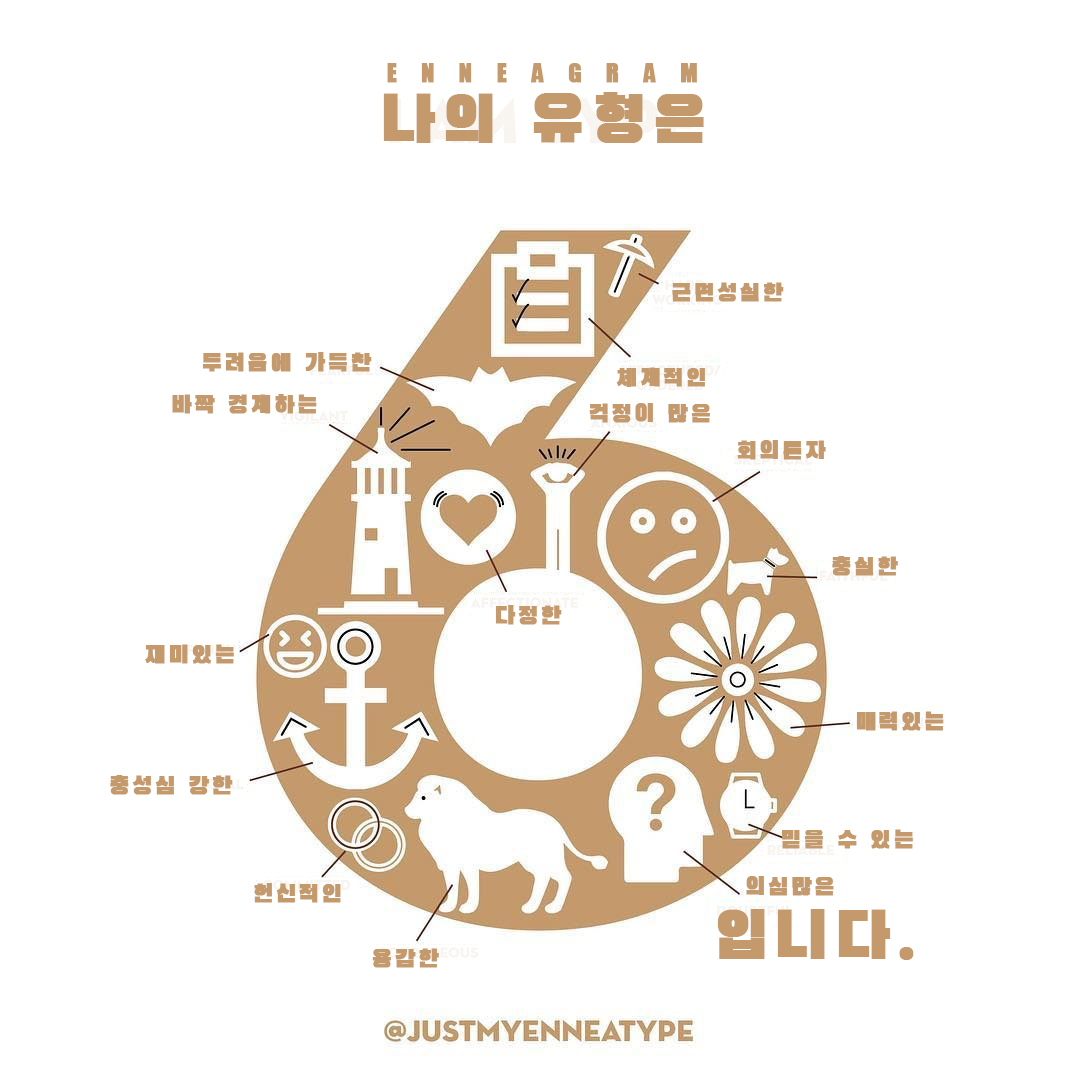 ENNEAGRAM
나의 유형은
근면성실한
두려움에 가득한
체계적인
바짝 경계하는
걱정이 많은
회의론자
충실한
다정한
재미있는
매력있는
충성심 강한
믿을 수 있는
의심많은
헌신적인
입니다.
용감한
@JUSTMYENNEATYPE